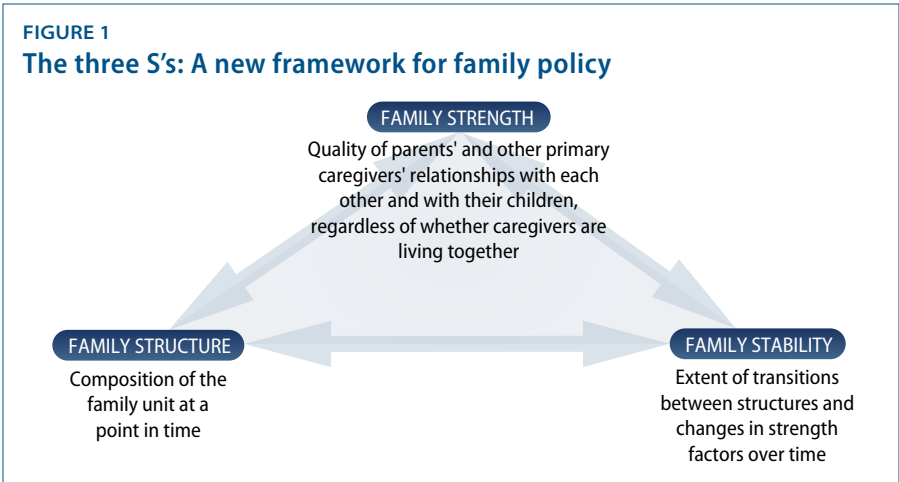 FIGURE 1
The three S's: A new framework for family policy
FAMILY STRENGTH
Quality of parents' and other primary
caregivers' relationships with each
other and with their children,
regardless of whether caregivers are
living together
FAMILY STRUCTURE
Composition of the
family unit at a
point in time
FAMILY STABILITY
Extent of transitions
between structures and
changes in strength
factors over time